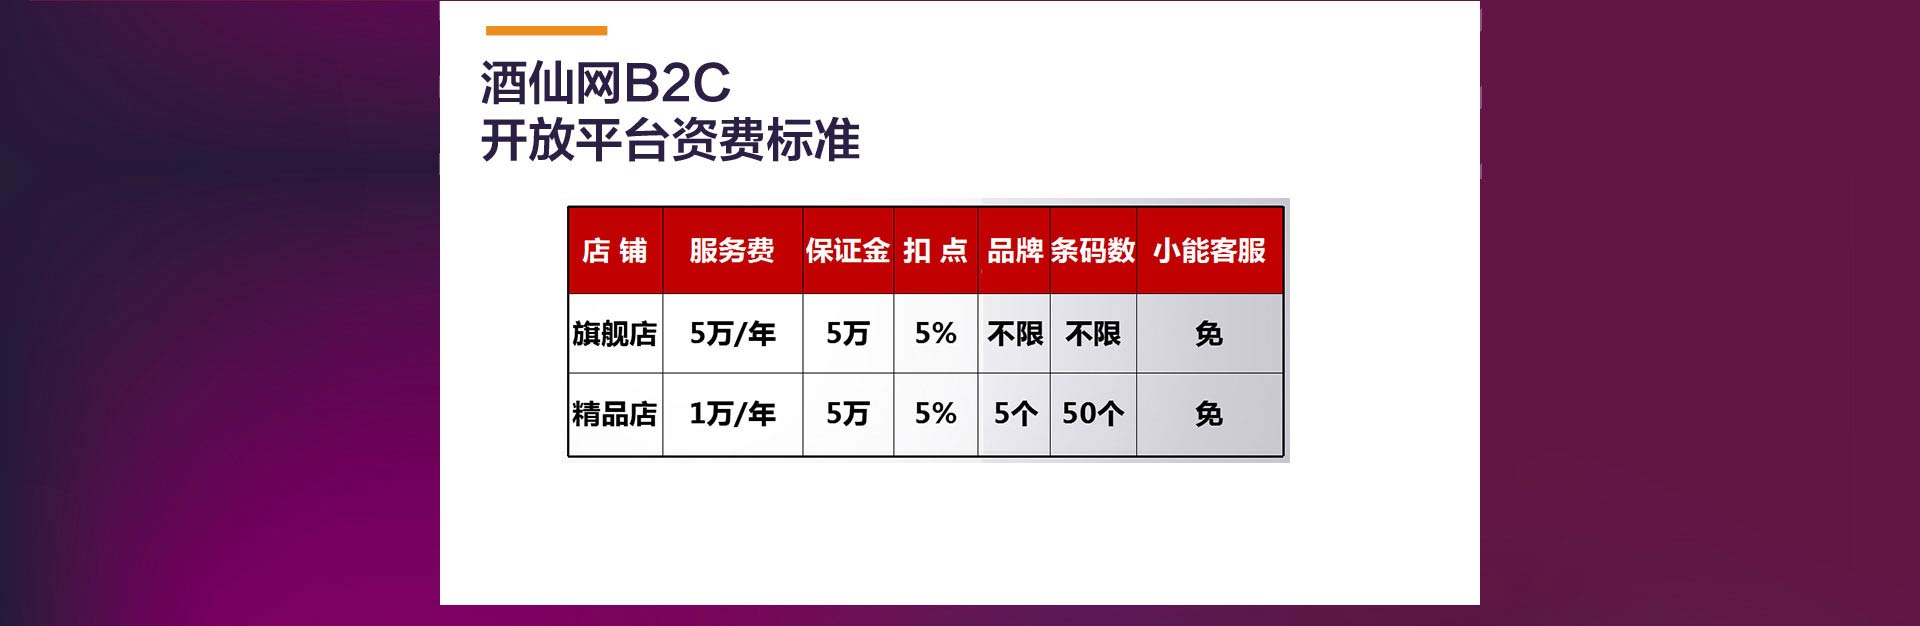 酒仙网B2C
开放平台资费标准
店 铺 服务费 保证金 扣 点 品牌 条码数 小能客服
旗舰店 5万/年 5万 5% 不限 不限 免
精品店 1万/年 5万 5% 5个 50个 免